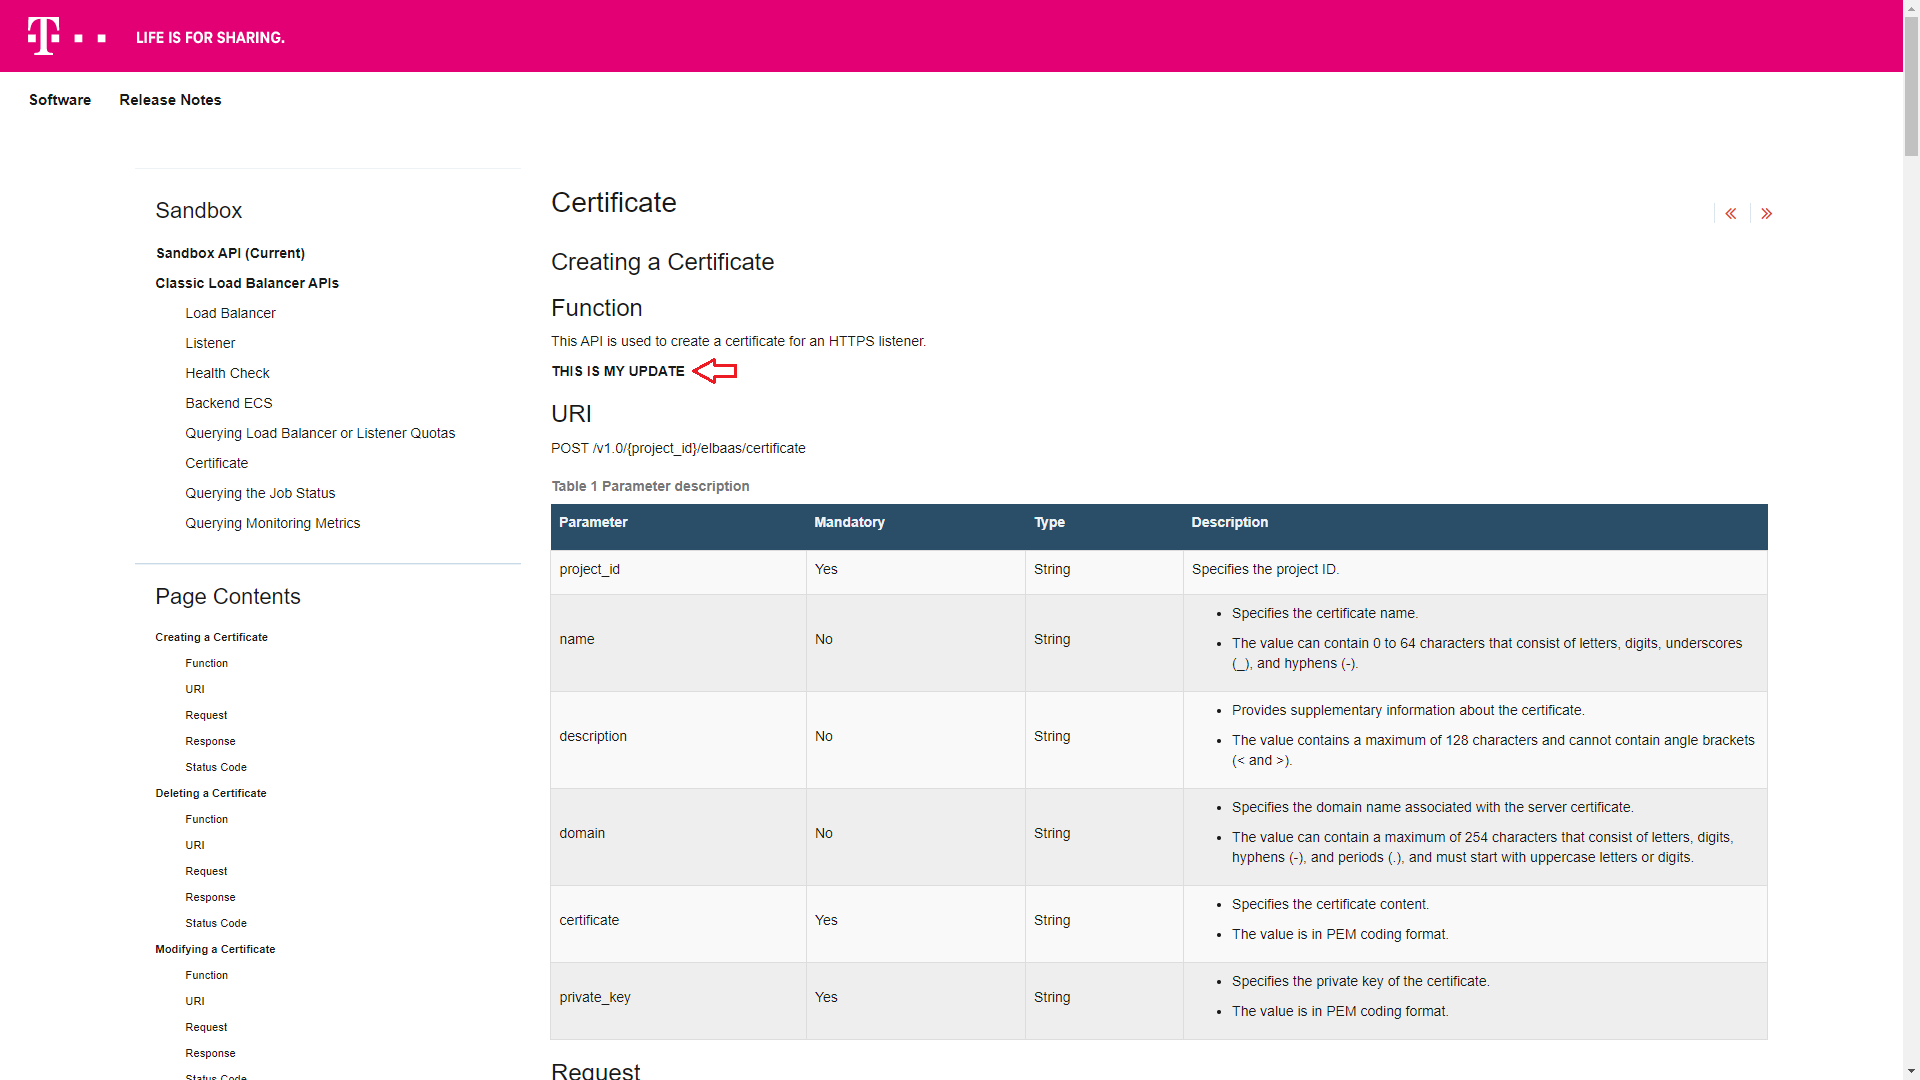 T
LIFE IS FOR SHARING.
Software
Release Notes
Sandbox
Sandbox API (Current)
Classic Load Balancer APIs
Load Balancer
Listener
Health Check
Backend ECS
Querying Load Balancer or Listener Quotas
Certificate
Querying the Job Status
Querying Monitoring Metrics
Page Contents
Creating a Certificate
Function
URI
Request
Response
Status Code
Deleting a Certificate
Function
URI
Request
Response
Status Code
Modifying a Certificate
Function
URI
Request
Response
Status Code
Certificate
« »
Creating a Certificate
Function
This API is used to create a certificate for an HTTPS listener.
THIS IS MY UPDATE
URI
POST /v1.0/{project_id}/elbaas/certificate
Table 1 Parameter description
Parameter Mandatory Type Description
project_id Yes String Specifies the project ID.
name No String
• Specifies the certificate name.
• The value can contain 0 to 64 characters that consist of letters, digits, underscores
(_), and hyphens (-).
description No String
• Provides supplementary information about the certificate.
• The value contains a maximum of 128 characters and cannot contain angle brackets
(< and >).
domain No String
• Specifies the domain name associated with the server certificate.
• The value can contain a maximum of 254 characters that consist of letters, digits,
hyphens (-), and periods (.), and must start with uppercase letters or digits.
certificate Yes String
• Specifies the certificate content.
• The value is in PEM coding format.
private_key Yes String
• Specifies the private key of the certificate.
• The value is in PEM coding format.
Request